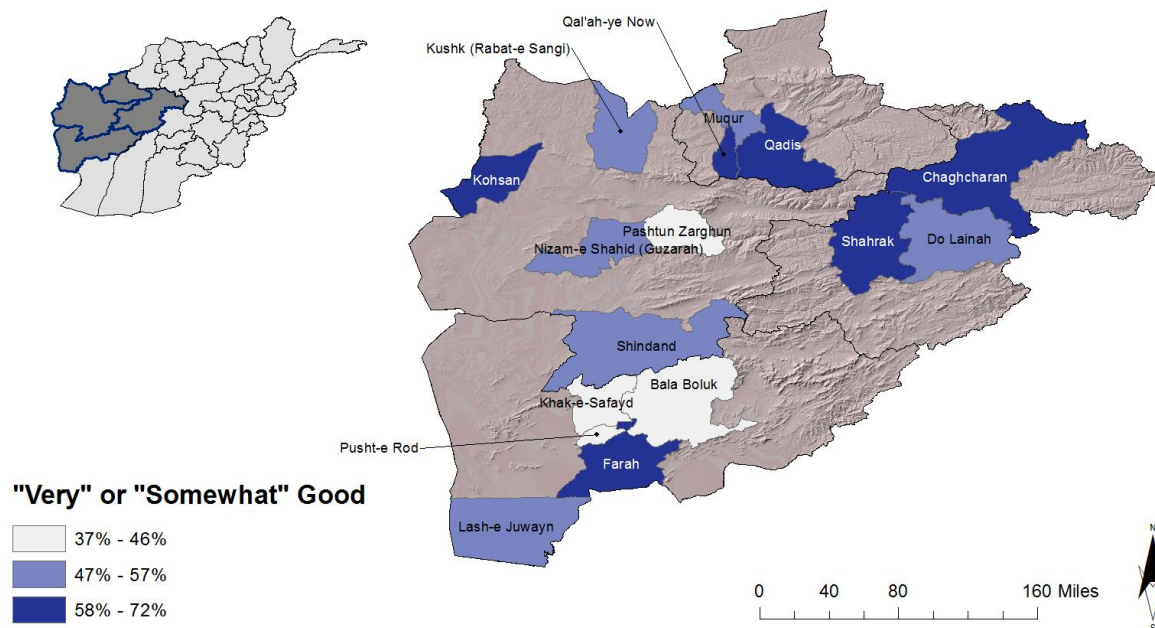 Qal'ah-ye Now
Kushk (Rabat-e Sangi)
Muqur
Qadis
Kohsan
Chaghcharan
Pashtun Zarghun
Nizam-e Shahid (Guzarah)
Shahrak
Do Lainah
Shindand
Bala Boluk
Khak-e-Safayd
Pusht-e Rod
Farah
"Very" or "Somewhat" Good
37% - 46%
47% - 57%
58% - 72%
Lash-e Juwayn
0 40 80 160 Miles
N
S